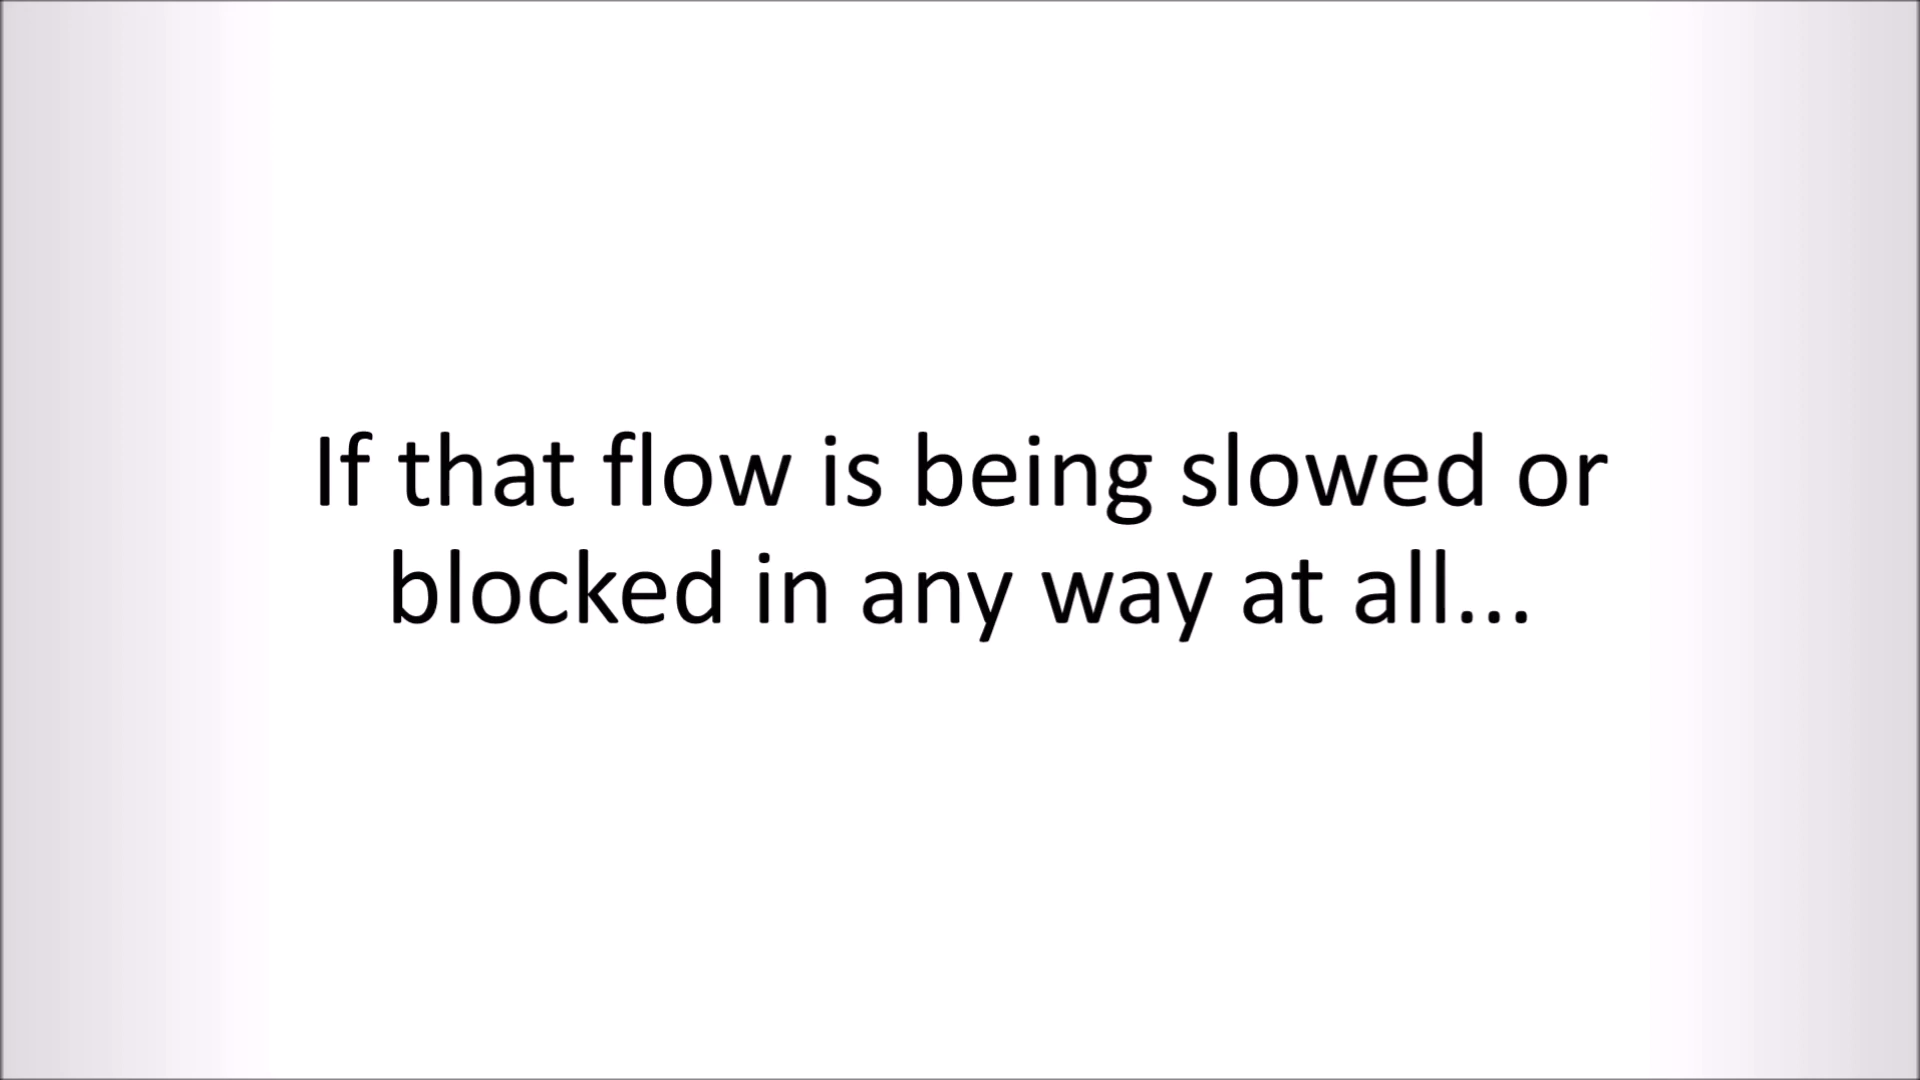 If that flow is being slowed or
blocked in any way at all...